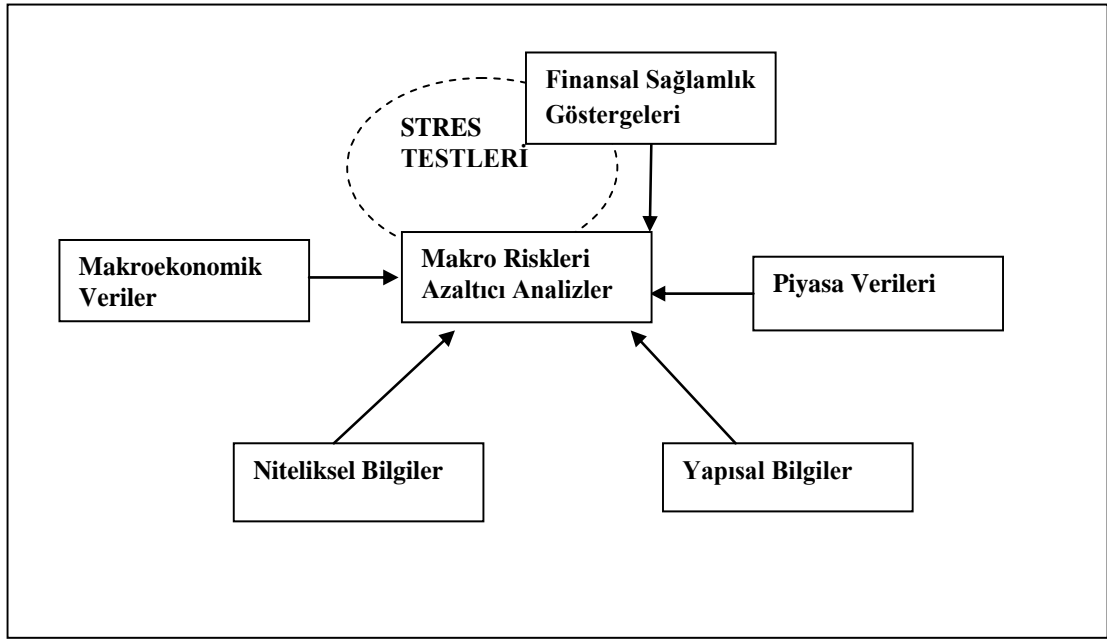 Finansal Sağlamlık
Göstergeleri
STRES
TESTLERİ
Makroekonomik
Veriler
Makro Riskleri
Azaltıcı Analizler
Piyasa Verileri
Niteliksel Bilgiler
Yapısal Bilgiler